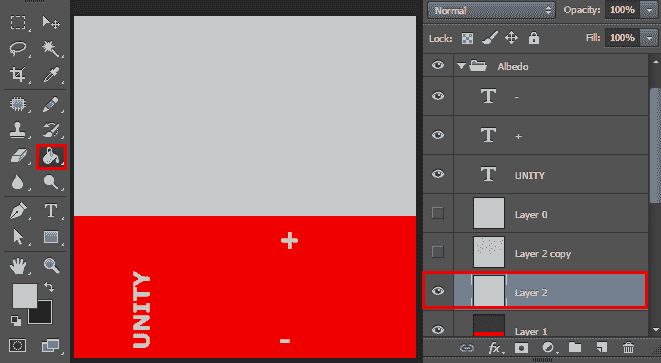 Normal
Opacity: 100%
Lock:
Fill: 100%
Albedo
T -
T +
T UNITY
Layer 0
Layer 2 copy
Layer 2
Layer 1
T
+
UNITY
-
fx